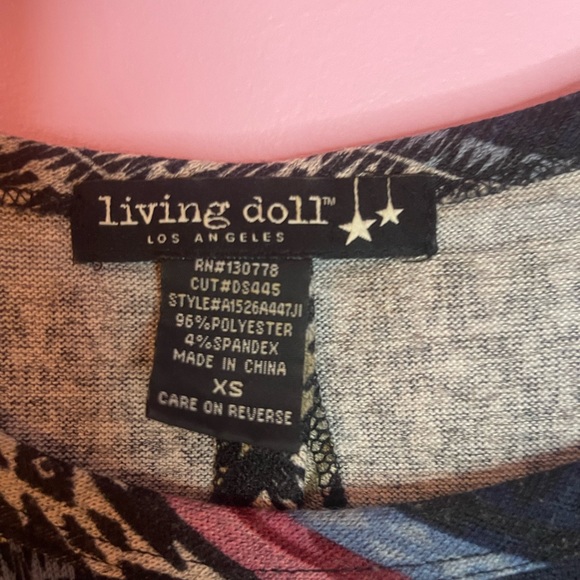 living doll™
LOS ANGELES
RN#130778
CUT#DS445
STYLE#A1526A447JI
96%POLYESTER
4%SPANDEX
MADE IN CHINA
XS
CARE ON REVERSE